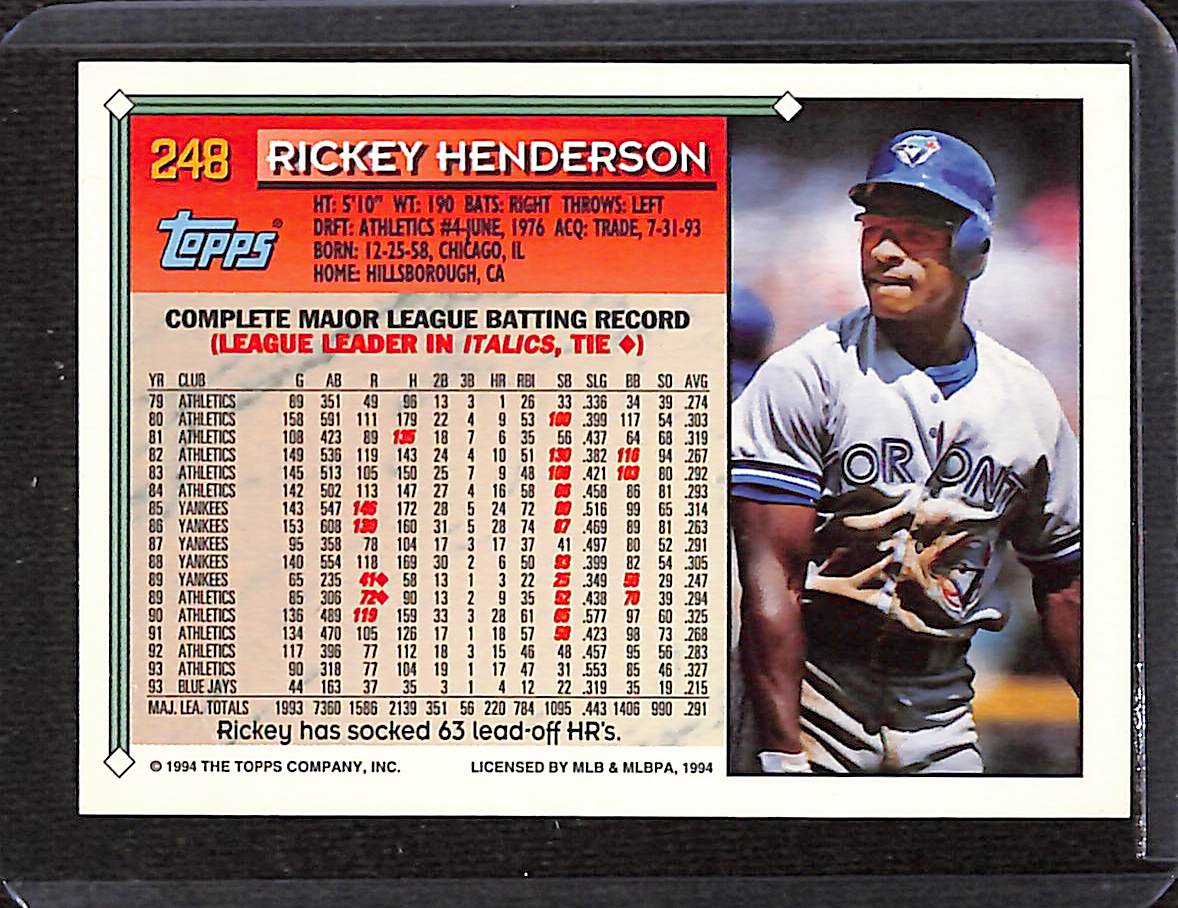 248 RICKEY HENDERSON
topps®
HT: 5'10" WT: 190 BATS: RIGHT THROWS: LEFT
DRFT: ATHLETICS #4-JUNE, 1976 ACQ: TRADE, 7-31-93
BORN: 12-25-58, CHICAGO, IL
HOME: HILLSBOROUGH, CA
COMPLETE MAJOR LEAGUE BATTING RECORD
(LEAGUE LEADER IN ITALICS, TIE ◆)
YR CLUB G AB R H 2B 3B HR RBI SB SLG BB SO AVG
79 ATHLETICS 89 351 49 96 13 3 1 26 33 .336 34 39 .274
80 ATHLETICS 158 591 111 179 22 4 9 53 100 .399 117 54 .303
81 ATHLETICS 108 423 89 135 18 7 6 35 56 .437 64 68 .319
82 ATHLETICS 149 536 119 143 24 4 10 51 130 .382 116 94 .267
83 ATHLETICS 145 513 105 150 25 7 9 48 108 .421 103 80 .292
84 ATHLETICS 142 502 113 147 27 4 16 58 66 .458 86 81 .293
85 YANKEES 143 547 146 172 28 5 24 72 80 .516 99 65 .314
86 YANKEES 153 608 130 160 31 5 28 74 87 .469 89 81 .263
87 YANKEES 95 358 78 104 17 3 17 37 41 .497 80 52 .291
88 YANKEES 140 554 118 169 30 2 6 50 93 .399 82 54 .305
89 YANKEES 65 235 41◆ 58 13 1 3 22 25 .349 56 29 .247
89 ATHLETICS 85 306 72◆ 90 13 2 9 35 52 .438 70 39 .294
90 ATHLETICS 136 489 119 159 33 3 28 61 65 .577 97 60 .325
91 ATHLETICS 134 470 105 126 17 1 18 57 58 .423 98 73 .268
92 ATHLETICS 117 396 77 112 18 3 15 46 48 .457 95 56 .283
93 ATHLETICS 90 318 77 104 19 1 17 47 31 .553 85 46 .327
93 BLUE JAYS 44 163 37 35 3 1 4 12 22 .319 35 19 .215
MAJ. LEA. TOTALS 1993 7360 1586 2139 351 56 220 784 1095 .443 1406 990 .291
Rickey has socked 63 lead-off HR's.
© 1994 THE TOPPS COMPANY, INC. LICENSED BY MLB & MLBPA, 1994
ORONT